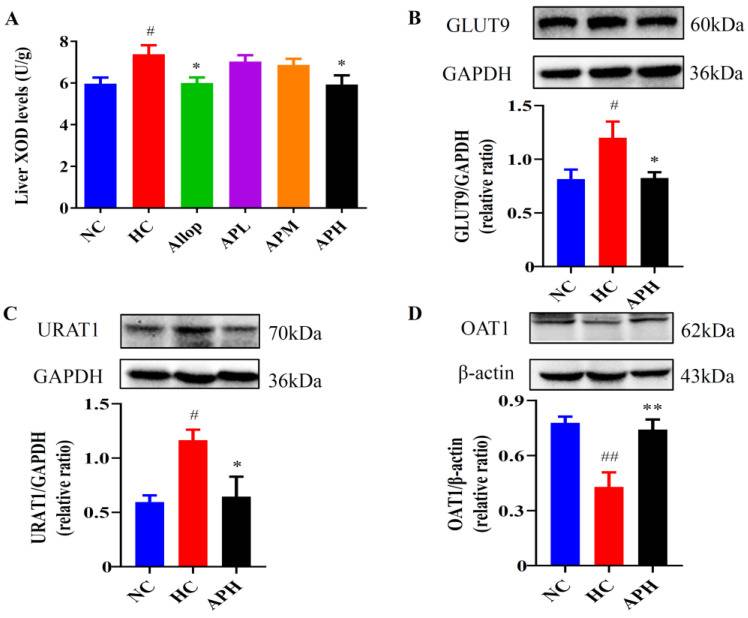 A
Liver XOD levels (U/g)
8
6
4
2
0
#
*
*
NC
HC
Allop
APL
APM
APH
B
GLUT9
60kDa
GAPDH
36kDa
GLUT9/GAPDH
(relative ratio)
1.5
1.0
0.5
0.0
#
*
NC
HC
APH
C
URAT1
70kDa
GAPDH
36kDa
URAT1/GAPDH
(relative ratio)
1.5
1.0
0.5
0.0
#
*
NC
HC
APH
D
OAT1
62kDa
β-actin
43kDa
OAT1/β-actin
(relative ratio)
0.9
0.6
0.3
0
##
**
NC
HC
APH